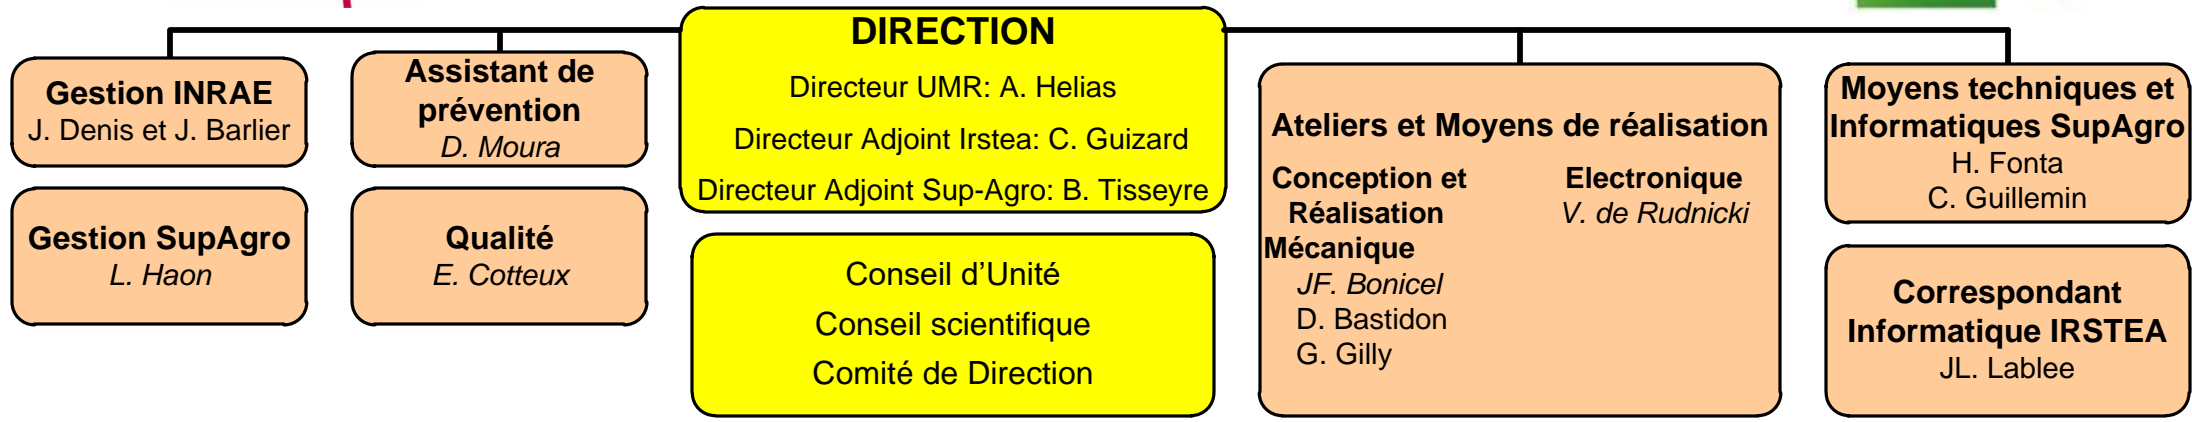 DIRECTION
Directeur UMR: A. Helias
Directeur Adjoint Irstea: C. Guizard
Directeur Adjoint Sup-Agro: B. Tisseyre
Gestion INRAE
J. Denis et J. Barlier
Assistant de
prévention
D. Moura
Gestion SupAgro
L. Haon
Qualité
E. Cotteux
Conseil d’Unité
Conseil scientifique
Comité de Direction
Ateliers et Moyens de réalisation
Conception et
Réalisation
Mécanique
JF. Bonicel
D. Bastidon
G. Gilly
Electronique
V. de Rudnicki
Moyens techniques et
Informatiques SupAgro
H. Fonta
C. Guillemin
Correspondant
Informatique IRSTEA
JL. Lablee